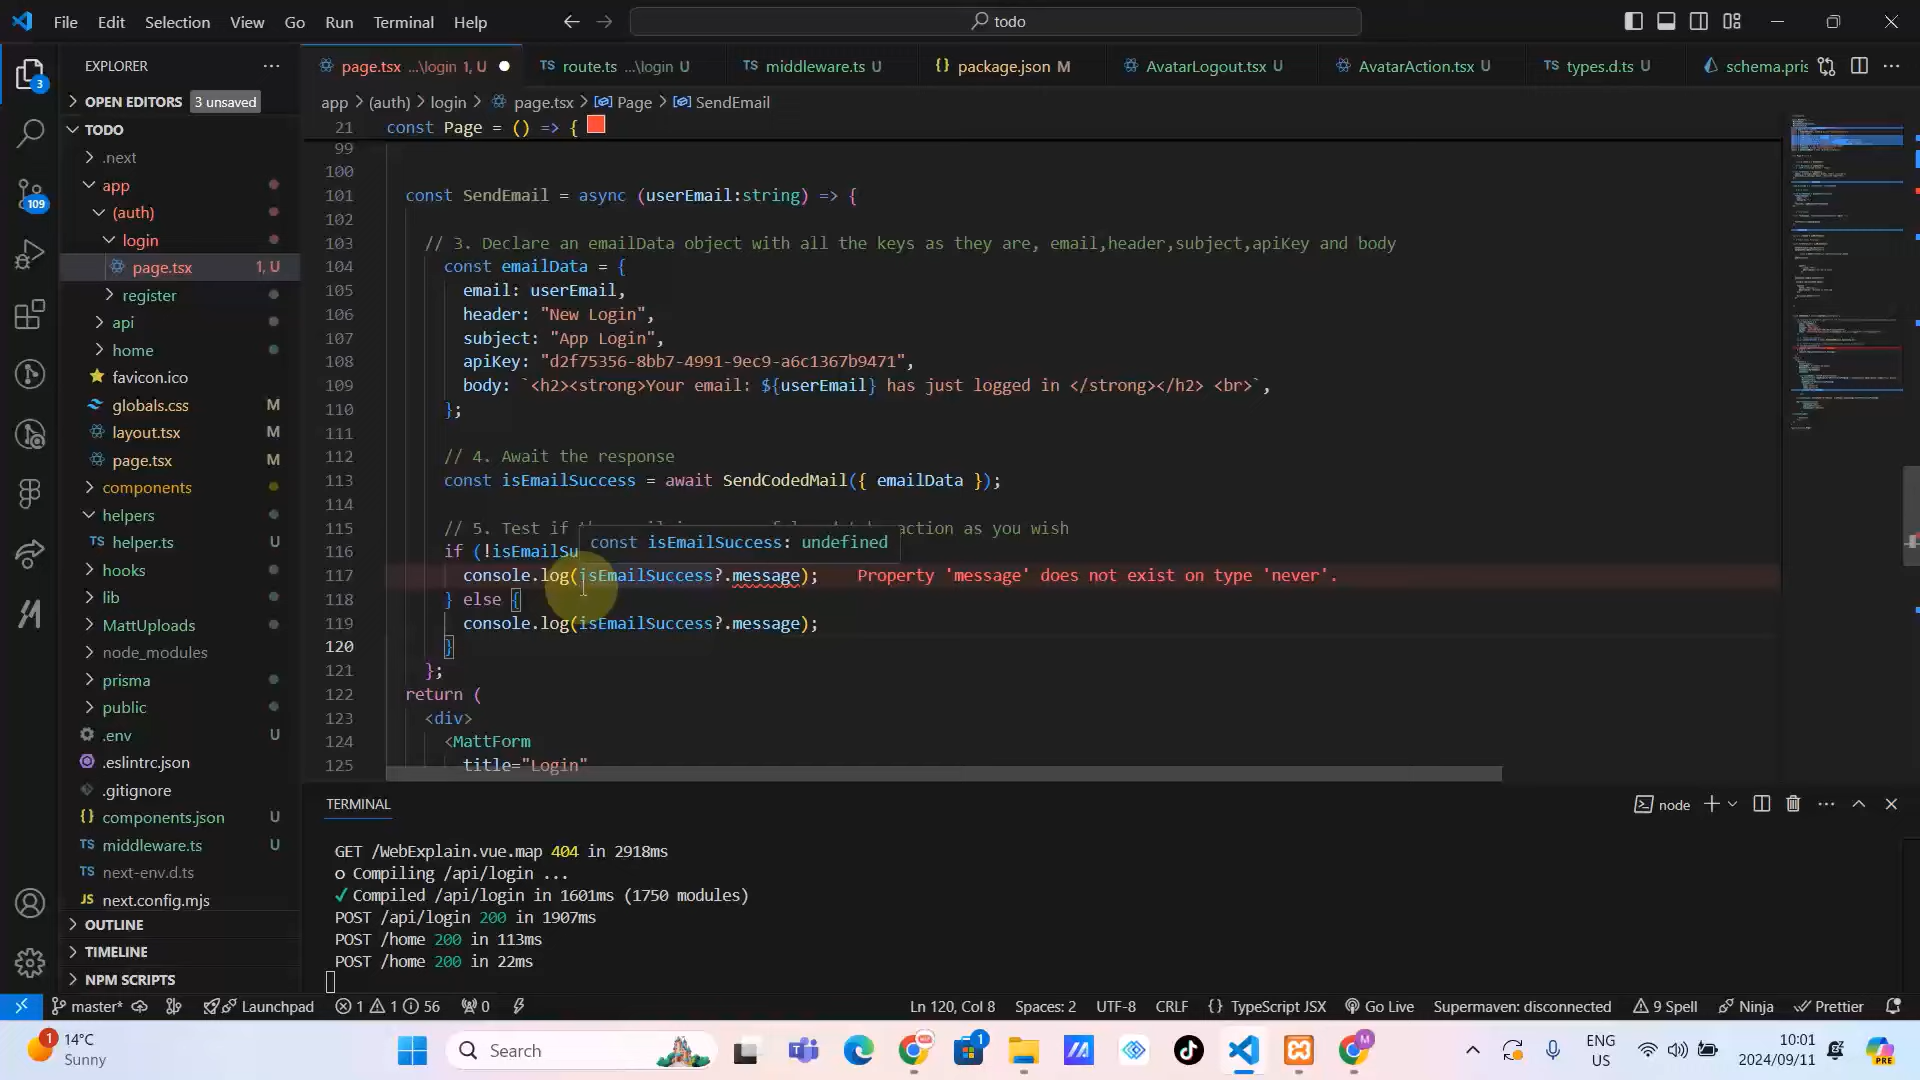 File Edit Selection View Go Run Terminal Help
todo
EXPLORER
OPEN EDITORS 3 unsaved
TODO
.next
app
(auth)
login
page.tsx 1, U
register
api
home
favicon.ico
globals.css M
layout.tsx M
page.tsx M
components
helpers
helper.ts U
hooks
lib
MattUploads
node_modules
prisma
public
.env U
.eslintrc.json
.gitignore
components.json U
middleware.ts U
next-env.d.ts
next.config.mjs
OUTLINE
TIMELINE
NPM SCRIPTS
3
109
page.tsx ...\login 1, U
route.ts ...\login U
middleware.ts U
package.json M
AvatarLogout.tsx U
AvatarAction.tsx U
types.d.ts U
schema.pris
app > (auth) > login > page.tsx > Page > SendEmail
21 const Page = () => {
99
100
101 const SendEmail = async (userEmail:string) => {
102
103 // 3. Declare an emailData object with all the keys as they are, email,header,subject,apiKey and body
104 const emailData = {
105 email: userEmail,
106 header: "New Login",
107 subject: "App Login",
108 apiKey: "d2f75356-8bb7-4991-9ec9-a6c1367b9471",
109 body: `<h2><strong>Your email: ${userEmail} has just logged in </strong></h2> <br>`,
110 };
111
112 // 4. Await the response
113 const isEmailSuccess = await SendCodedMail({ emailData });
114
115 // 5. Test if action as you wish
const isEmailSuccess: undefined
116 if (!isEmailSu
117 console.log(isEmailSuccess?.message); Property 'message' does not exist on type 'never'.
118 } else {
119 console.log(isEmailSuccess?.message);
120 }
121 };
122 return (
123 <div>
124 <MattForm
125 title="Login"
TERMINAL
node
GET /WebExplain.vue.map 404 in 2918ms
o Compiling /api/login ...
✓ Compiled /api/login in 1601ms (1750 modules)
POST /api/login 200 in 1907ms
POST /home 200 in 113ms
POST /home 200 in 22ms
master* Launchpad 1 1 56 0 Ln 120, Col 8 Spaces: 2 UTF-8 CRLF {} TypeScript JSX Go Live Supermaven: disconnected 9 Spell Ninja Prettier
1 14°C
Sunny
Search
1
M
PRE
ENG
US
10:01
2024/09/11